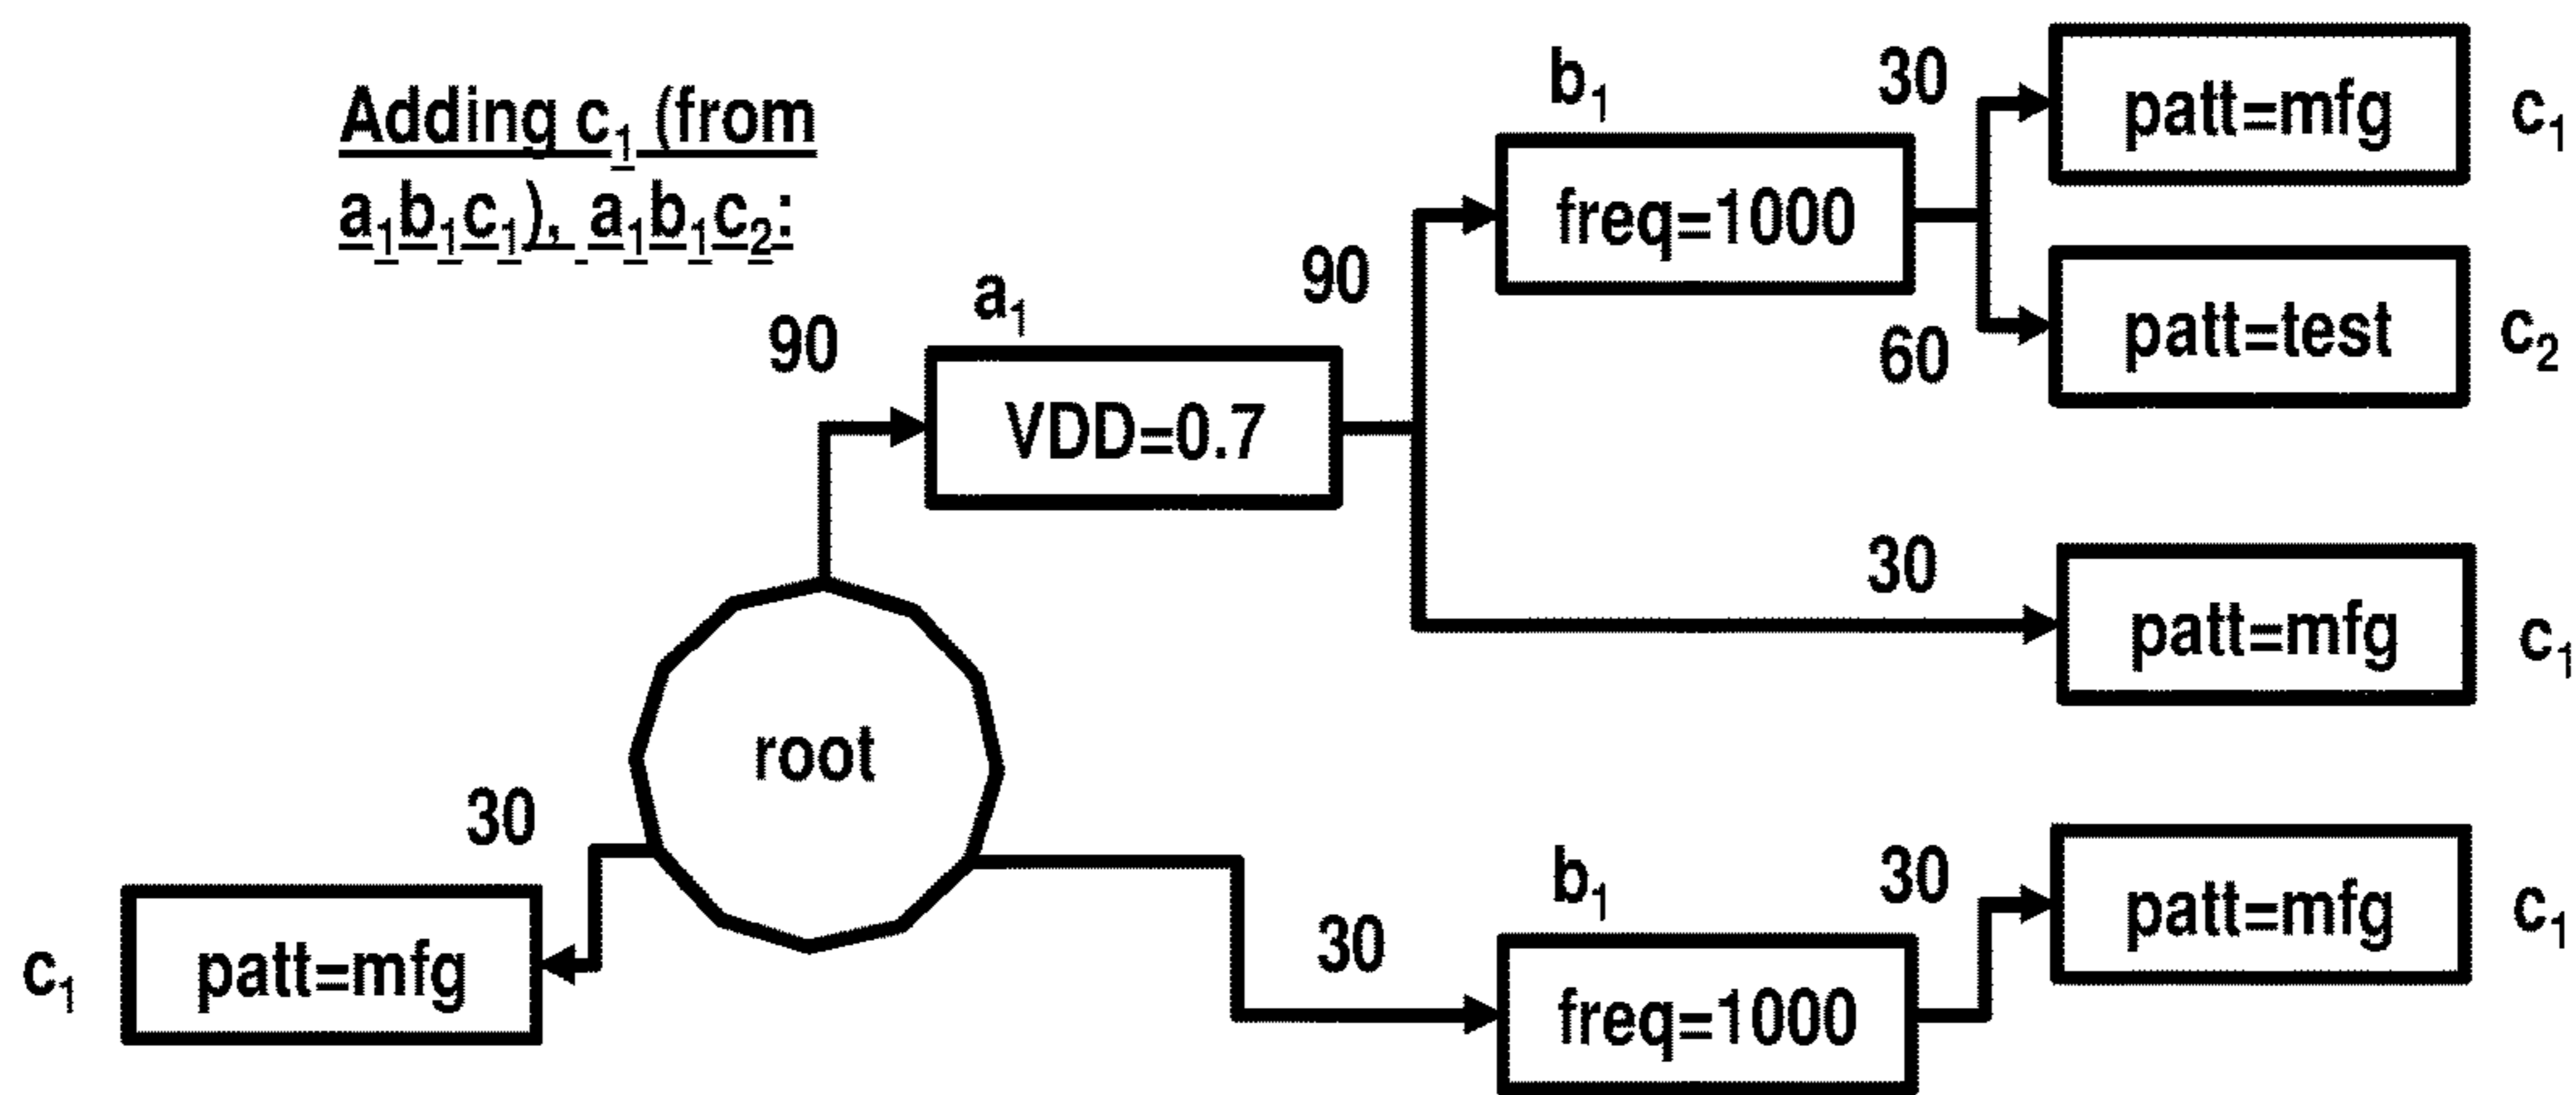 Adding c₁ (from
a₁b₁c₁), a₁b₁c₂:
b₁
30
patt=mfg
c₁
freq=1000
90
60
patt=test
c₂
a₁
90
VDD=0.7
30
patt=mfg
c₁
root
30
c₁
patt=mfg
30
b₁
freq=1000
30
patt=mfg
c₁